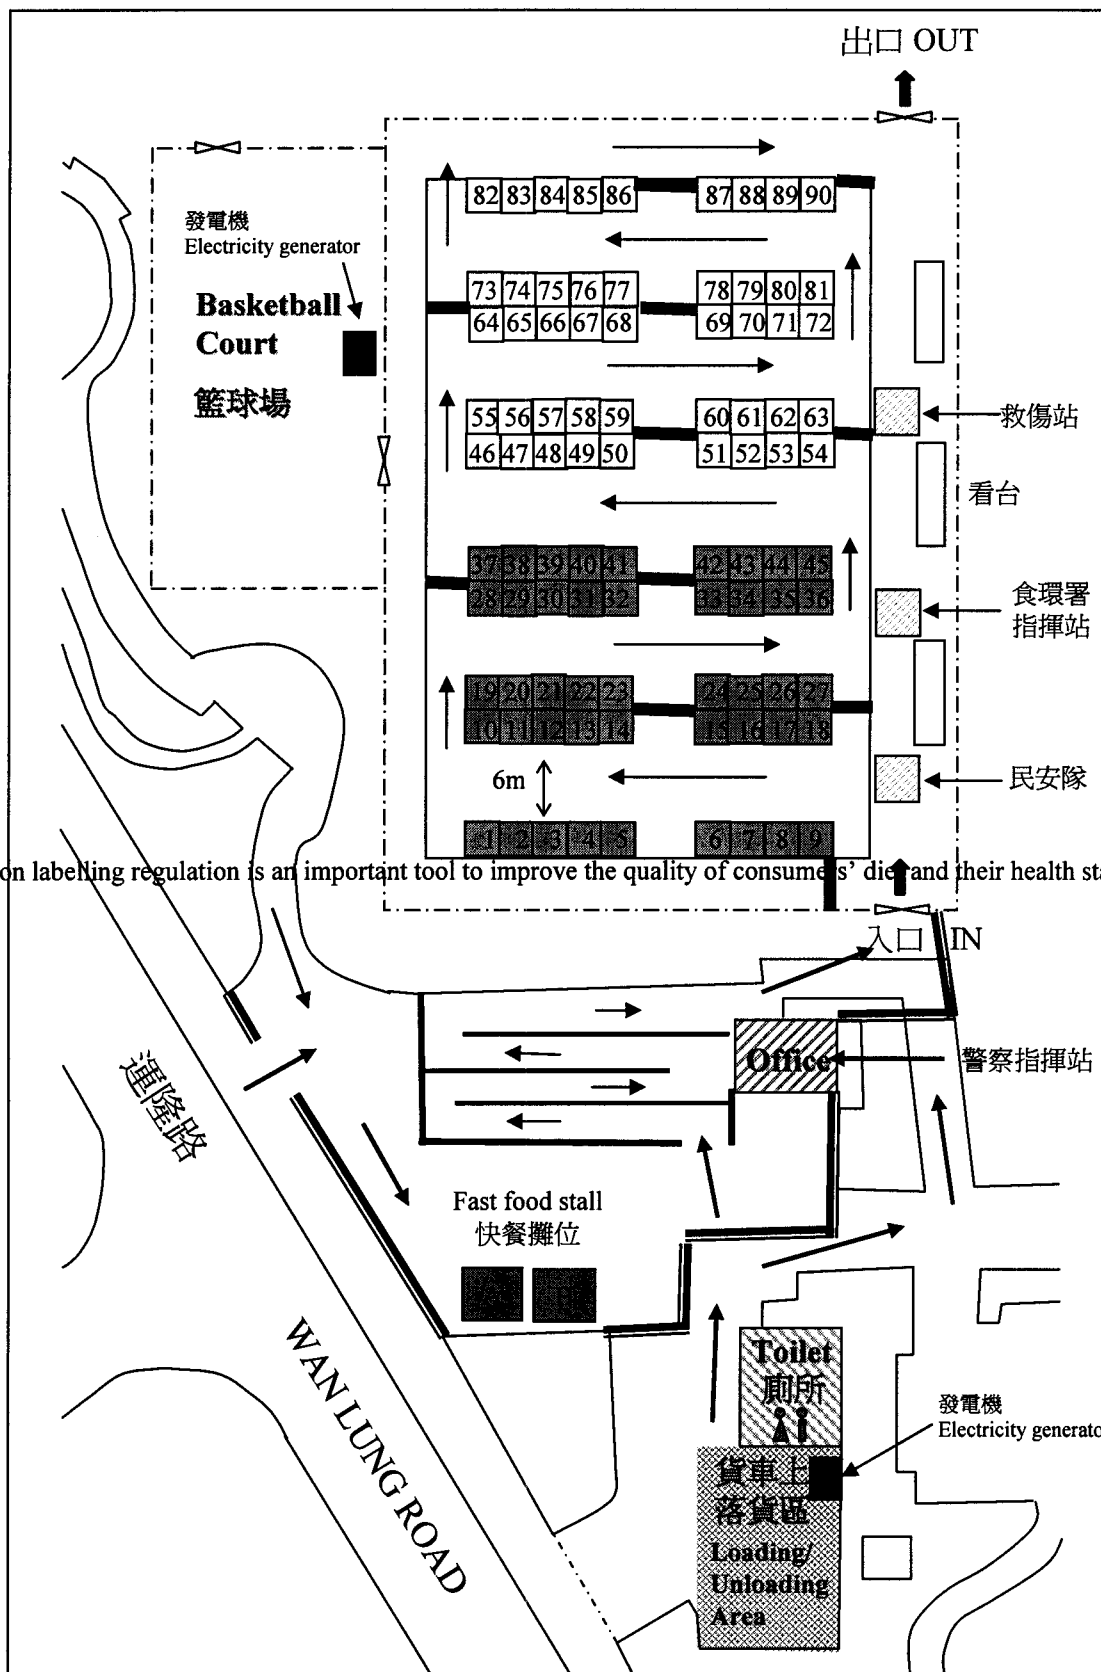 出口 OUT
82 83 84 85 86 87 88 89 90
發電機
Electricity generator
Basketball
Court
籃球場
73 74 75 76 77 78 79 80 81
64 65 66 67 68 69 70 71 72
救傷站
55 56 57 58 59 60 61 62 63
46 47 48 49 50 51 52 53 54
看台
37 38 39 40 41 42 43 44 45
28 29 30 31 32 33 34 35 36
食環署
指揮站
19 20 21 22 23 24 25 26 27
10 11 12 13 14 15 16 17 18
6m
民安隊
1 2 3 4 5 6 7 8 9
on labelling regulation is an important tool to improve the quality of consumers’ diet and their health sta
入口 IN
Office
警察指揮站
運隆路
Fast food stall
快餐攤位
WAN LUNG ROAD
Toilet
廁所
發電機
Electricity generato
貨車上
落貨區
Loading/
Unloading
Area